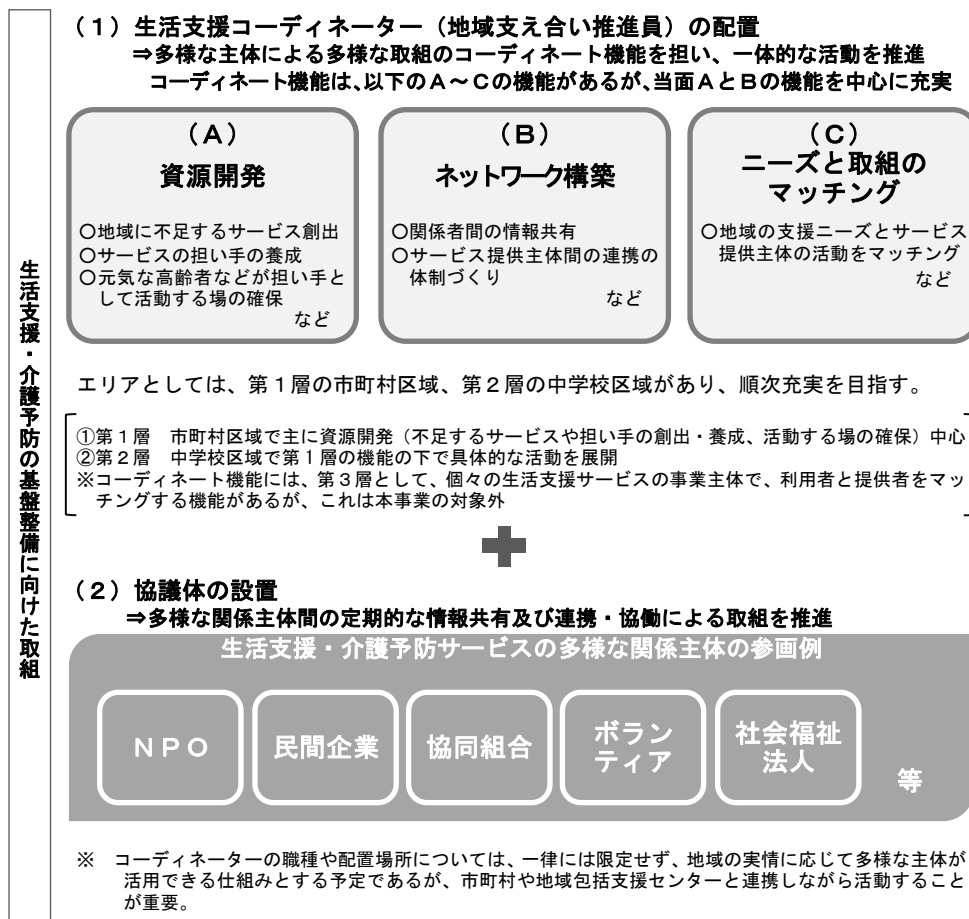 生活支援・介護予防の基盤整備に向けた取組
（１）生活支援コーディネーター（地域支え合い推進員）の配置
⇒多様な主体による多様な取組のコーディネート機能を担い、一体的な活動を推進
コーディネート機能は、以下のＡ～Ｃの機能があるが、当面ＡとＢの機能を中心に充実
（Ａ）
資源開発
○地域に不足するサービス創出
○サービスの担い手の養成
○元気な高齢者などが担い手と
して活動する場の確保
など
（Ｂ）
ネットワーク構築
○関係者間の情報共有
○サービス提供主体間の連携の
体制づくり
など
（Ｃ）
ニーズと取組の
マッチング
○地域の支援ニーズとサービス
提供主体の活動をマッチング
など
エリアとしては、第１層の市町村区域、第２層の中学校区域があり、順次充実を目指す。
①第１層　市町村区域で主に資源開発（不足するサービスや担い手の創出・養成、活動する場の確保）中心
②第２層　中学校区域で第１層の機能の下で具体的な活動を展開
※コーディネート機能には、第３層として、個々の生活支援サービスの事業主体で、利用者と提供者をマッ
チングする機能があるが、これは本事業の対象外
（２）協議体の設置
⇒多様な関係主体間の定期的な情報共有及び連携・協働による取組を推進
生活支援・介護予防サービスの多様な関係主体の参画例
ＮＰＯ
民間企業
協同組合
ボラン
ティア
社会福祉
法人
等
※　コーディネーターの職種や配置場所については、一律には限定せず、地域の実情に応じて多様な主体が
活用できる仕組みとする予定であるが、市町村や地域包括支援センターと連携しながら活動すること
が重要。